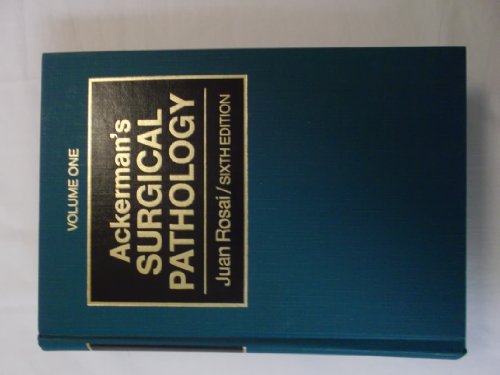 VOLUME ONE
Ackerman's
SURGICAL
PATHOLOGY
Juan Rosai/SIXTH EDITION